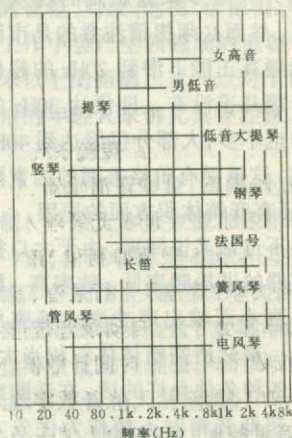 女高音
男低音
提琴
低音大提琴
竖琴
钢琴
法国号
长笛
簧风琴
管风琴
电风琴
10 20 40 80 .1k .2k .4k 8k1k 2k 4k8k
频率(Hz)